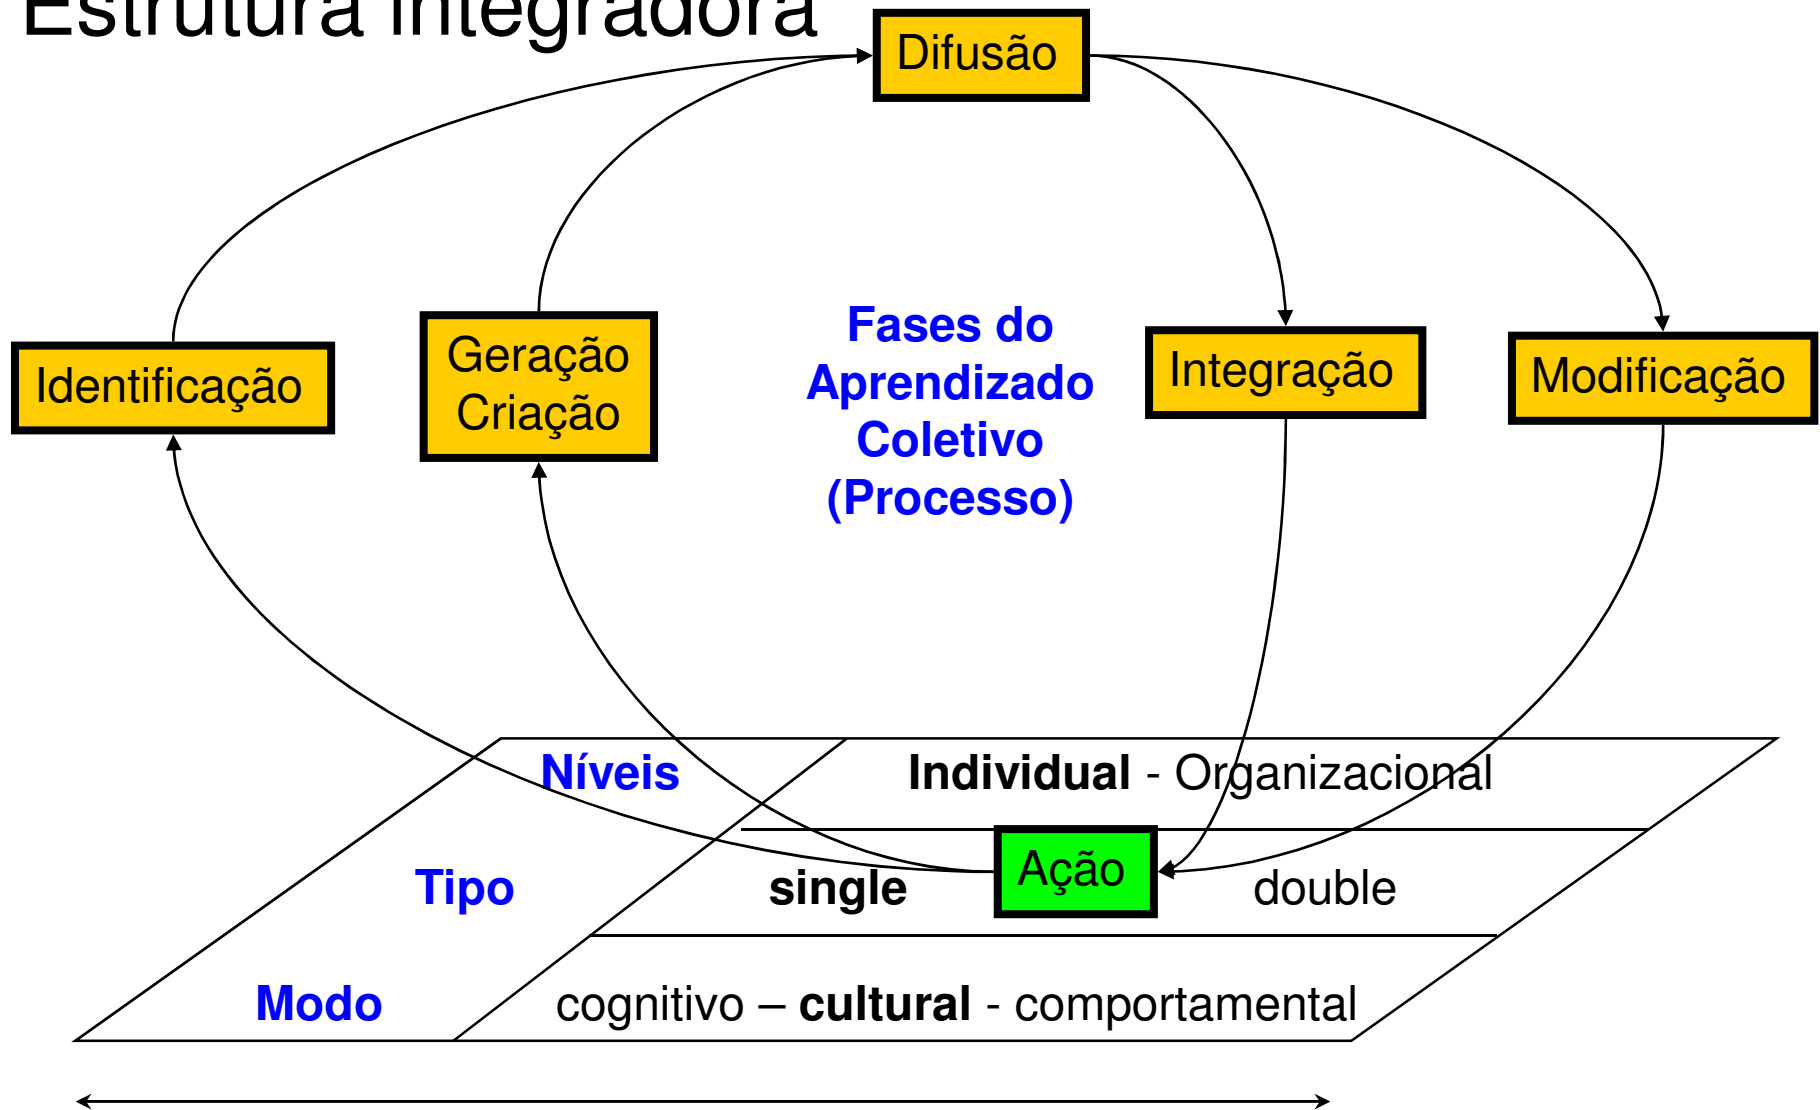 Estrutura integradora
Difusão
Identificação
Geração
Criação
Fases do
Aprendizado
Coletivo
(Processo)
Integração
Modificação
Níveis
Individual - Organizacional
Ação
Tipo
single
double
Modo
cognitivo – cultural - comportamental